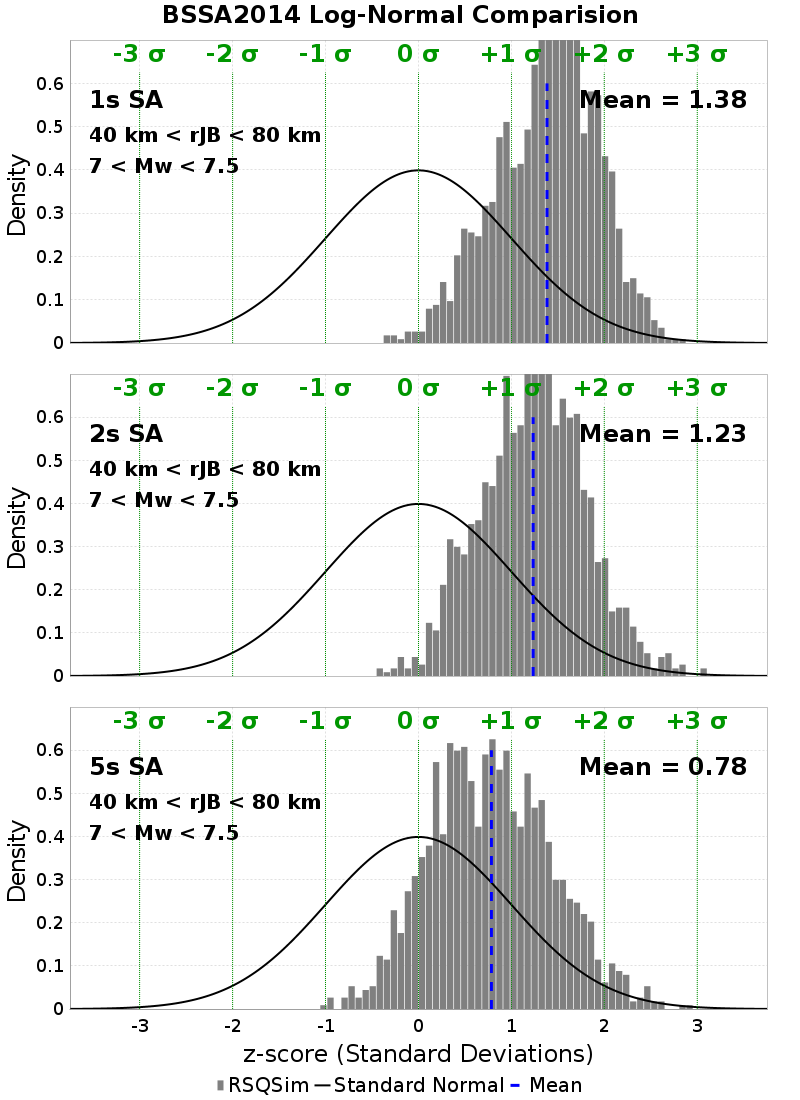 BSSA2014 Log-Normal Comparision
-3 σ -2 σ -1 σ 0 σ +1 σ +2 σ +3 σ
1s SA
Mean = 1.38
40 km < rJB < 80 km
7 < Mw < 7.5
Density
0.6
0.5
0.4
0.3
0.2
0.1
0
-3 σ -2 σ -1 σ 0 σ +1 σ +2 σ +3 σ
2s SA
Mean = 1.23
40 km < rJB < 80 km
7 < Mw < 7.5
Density
0.6
0.5
0.4
0.3
0.2
0.1
0
-3 σ -2 σ -1 σ 0 σ +1 σ +2 σ +3 σ
5s SA
Mean = 0.78
40 km < rJB < 80 km
7 < Mw < 7.5
Density
0.6
0.5
0.4
0.3
0.2
0.1
0
-3 -2 -1 0 1 2 3
z-score (Standard Deviations)
RSQSim Standard Normal Mean